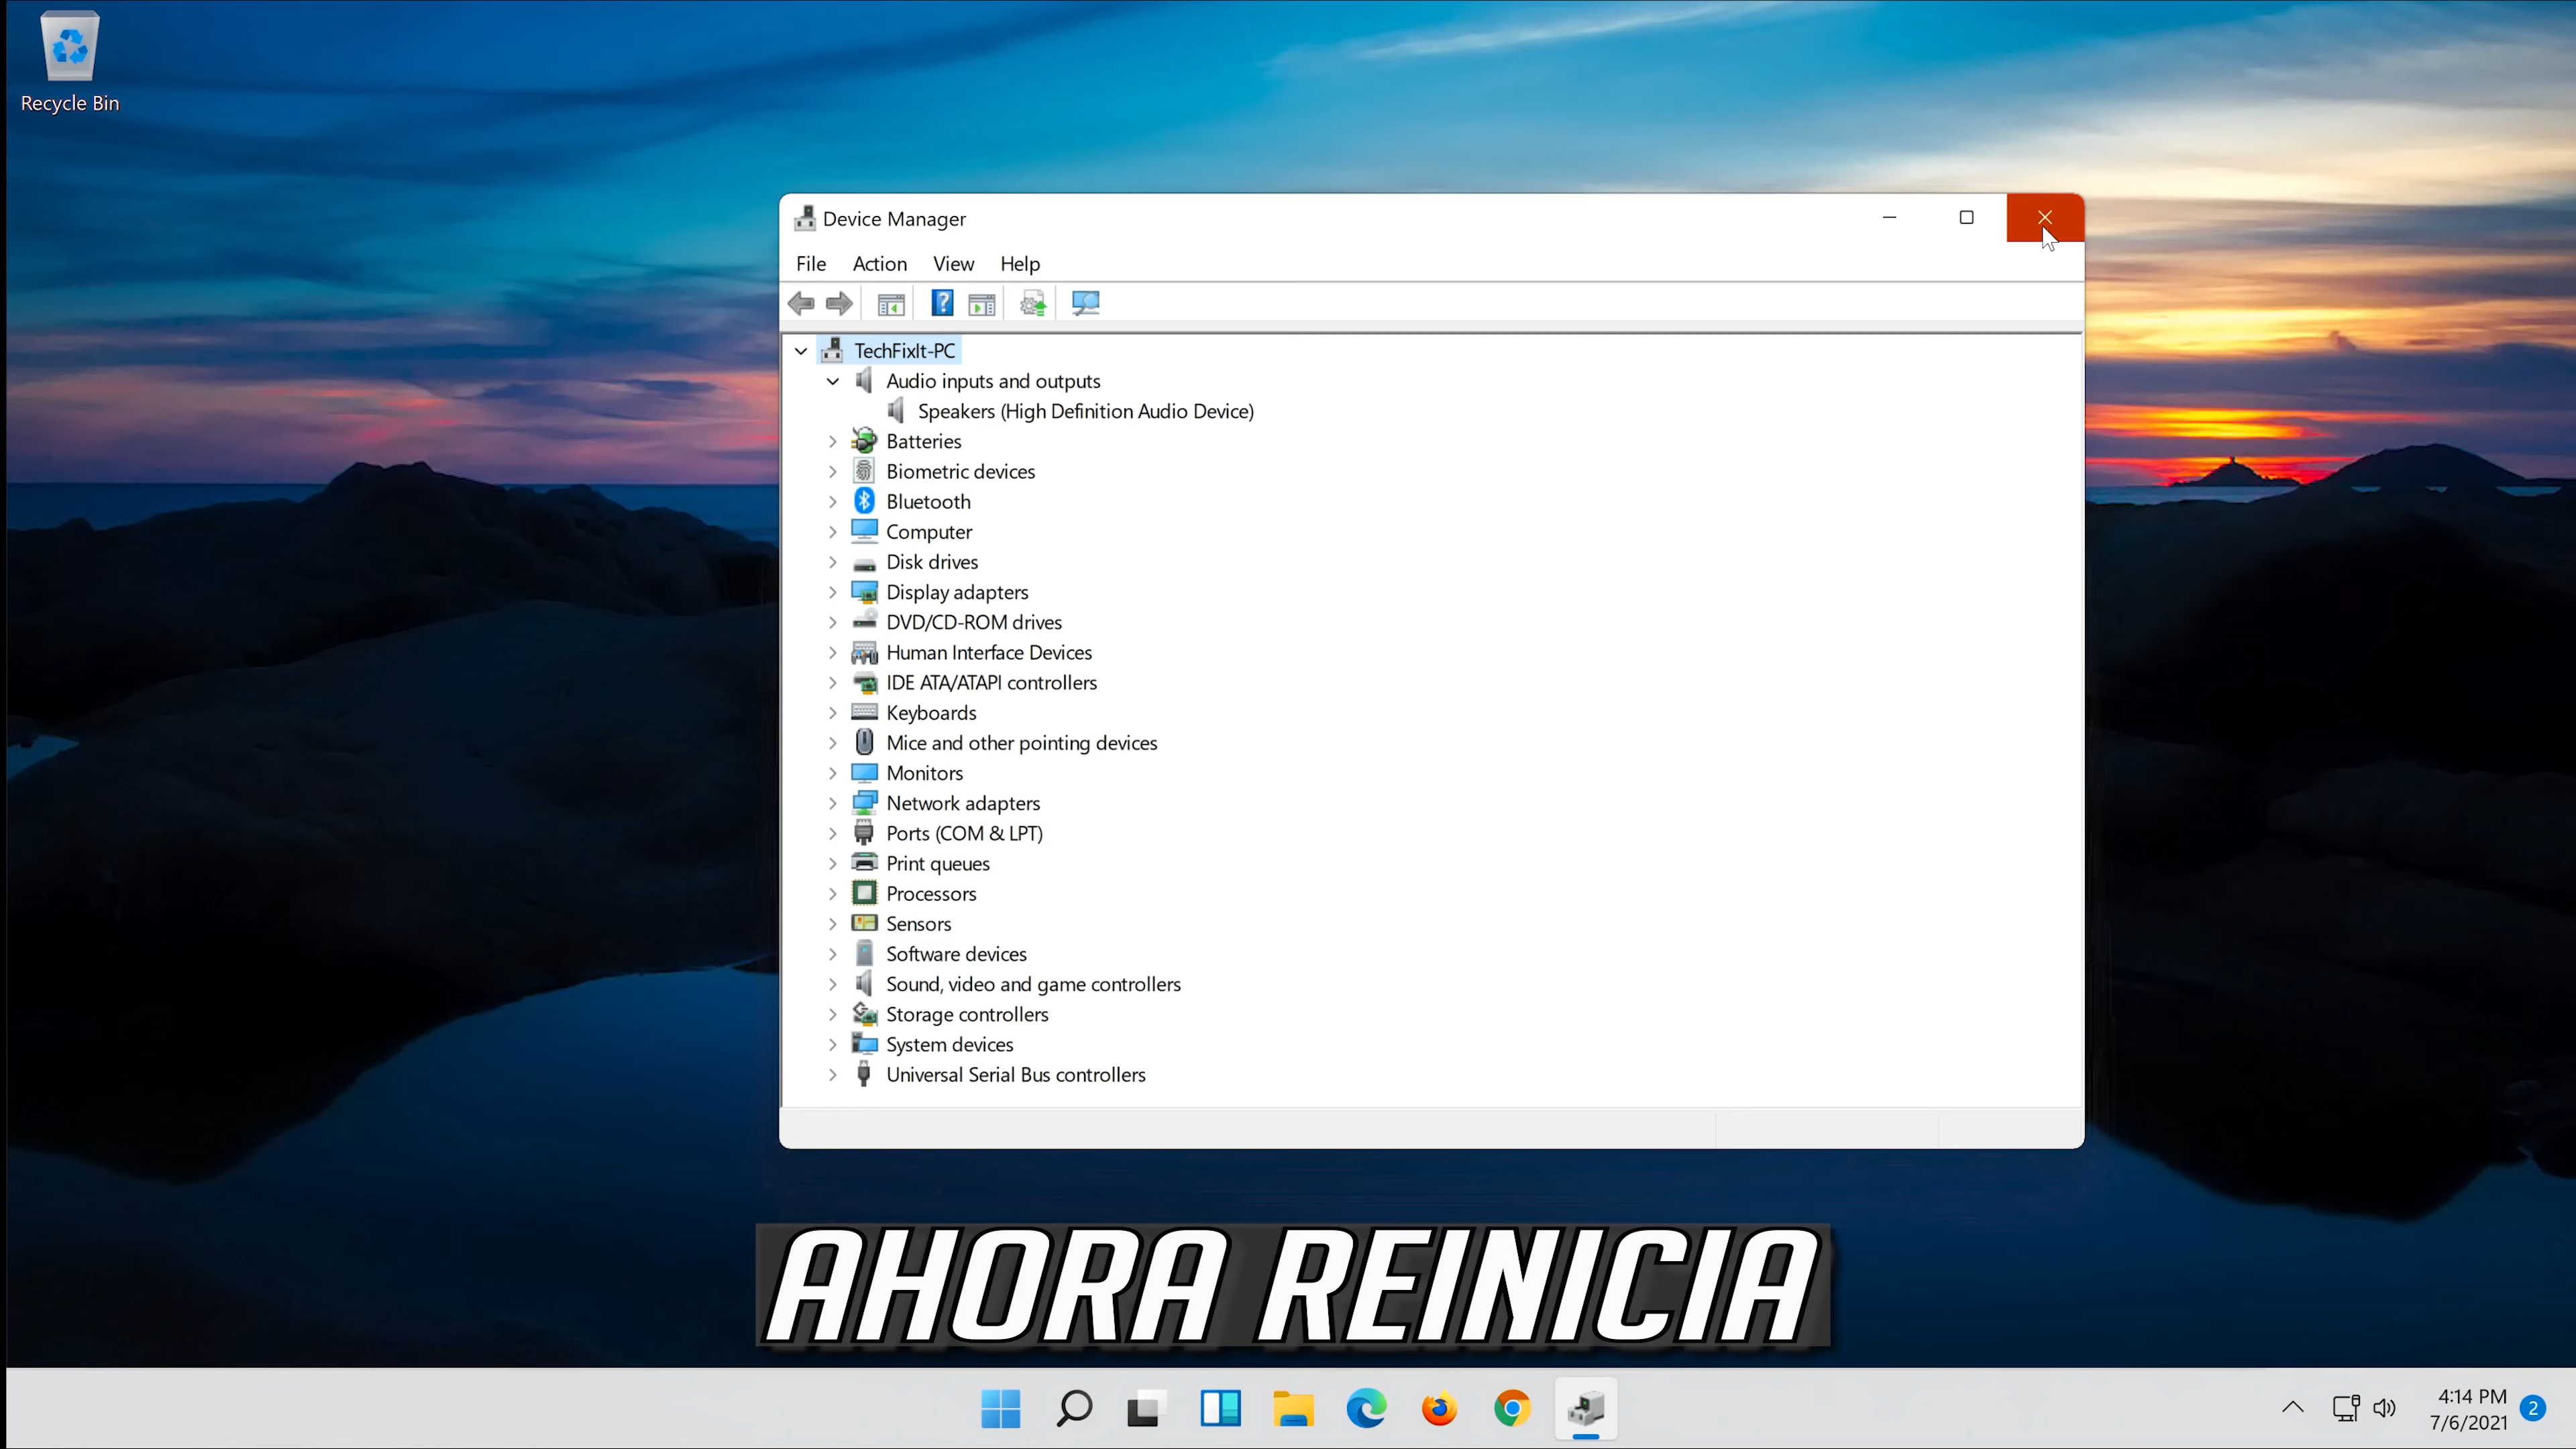 Recycle Bin
Device Manager
File Action View Help
TechFixIt-PC
Audio inputs and outputs
Speakers (High Definition Audio Device)
Batteries
Biometric devices
Bluetooth
Computer
Disk drives
Display adapters
DVD/CD-ROM drives
Human Interface Devices
IDE ATA/ATAPI controllers
Keyboards
Mice and other pointing devices
Monitors
Network adapters
Ports (COM & LPT)
Print queues
Processors
Sensors
Software devices
Sound, video and game controllers
Storage controllers
System devices
Universal Serial Bus controllers
AHORA REINICIA
4:14 PM
7/6/2021
2